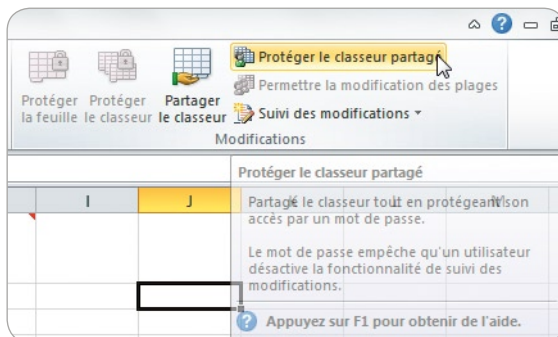 Protéger le classeur partagé
Permettre la modification des plages
Suivi des modifications
Protéger la feuille
Protéger le classeur
Partager le classeur
Modifications
Protéger le classeur partagé
I J K L M
Partage le classeur tout en protégeant son
accès par un mot de passe.
Le mot de passe empêche qu'un utilisateur
désactive la fonctionnalité de suivi des
modifications.
Appuyez sur F1 pour obtenir de l'aide.